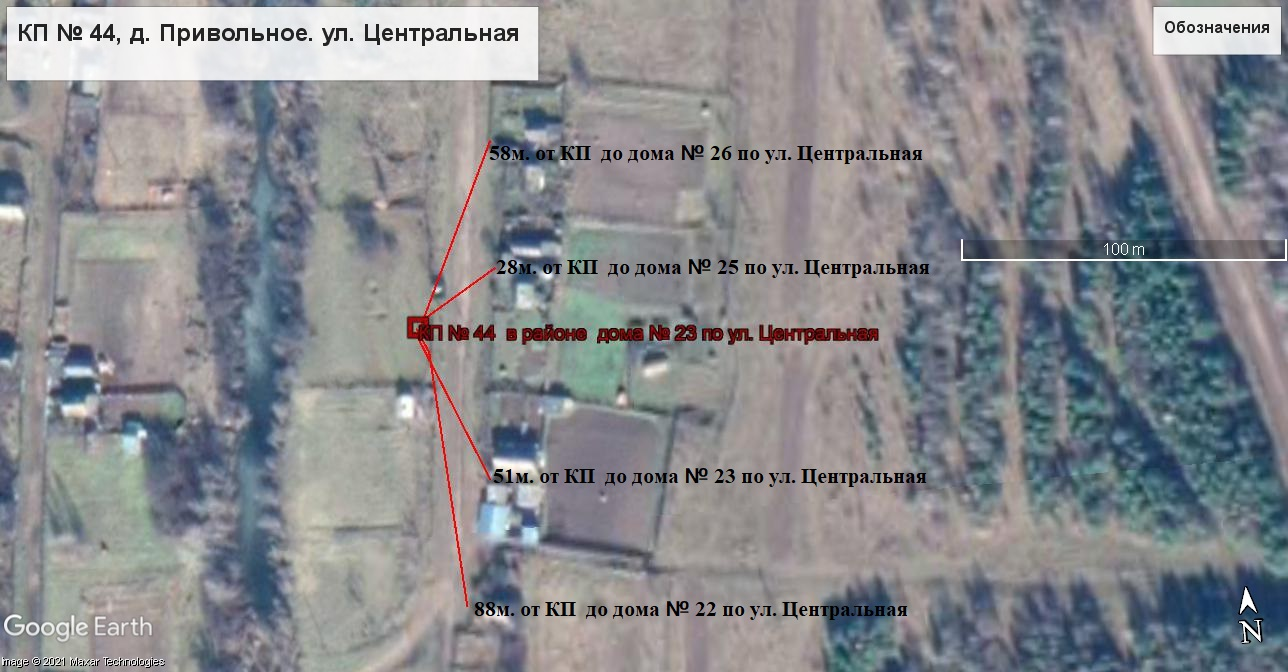 КП № 44, д. Привольное. ул. Центральная
Обозначения
58м. от КП до дома № 26 по ул. Центральная
100 m
28м. от КП до дома № 25 по ул. Центральная
КП № 44 в районе дома № 23 по ул. Центральная
51м. от КП до дома № 23 по ул. Центральная
88м. от КП до дома № 22 по ул. Центральная
Google Earth
N
Image © 2021 Maxar Technologies